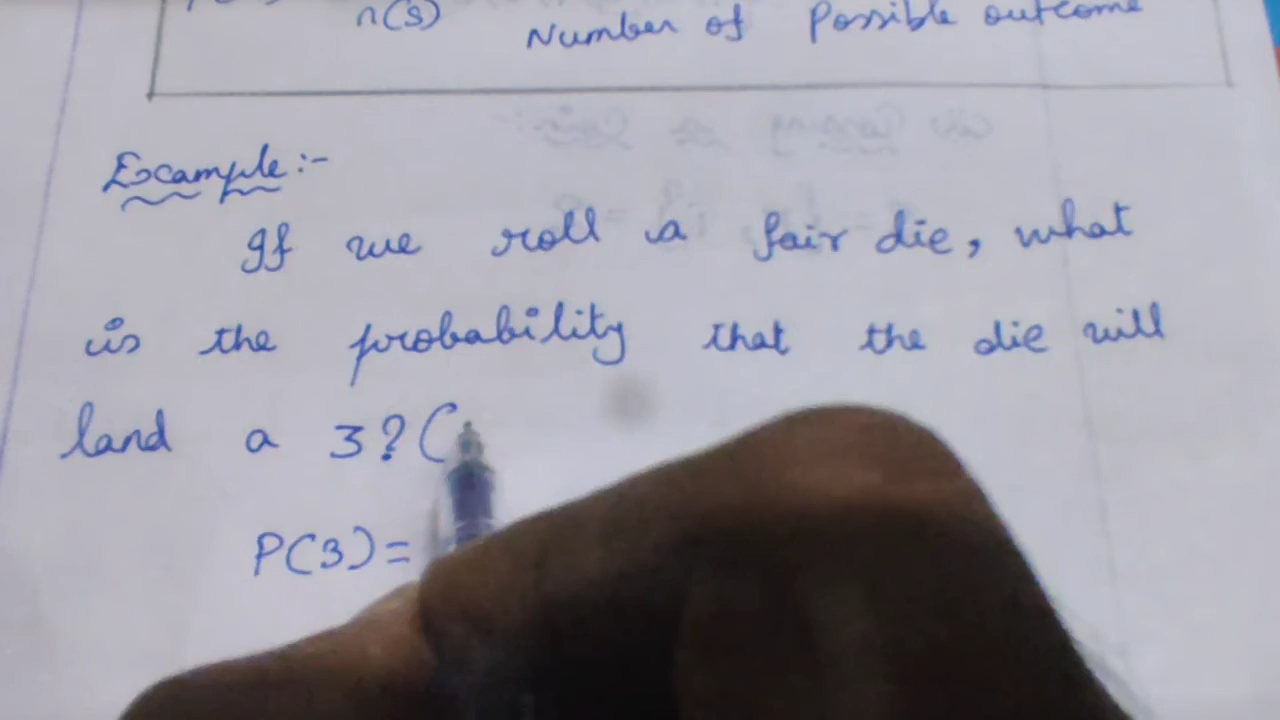 n(s) Number of Possible outcome
Example:-
If we roll a fair die, what
is the probability that the die will
land a 3? (
P(3)=